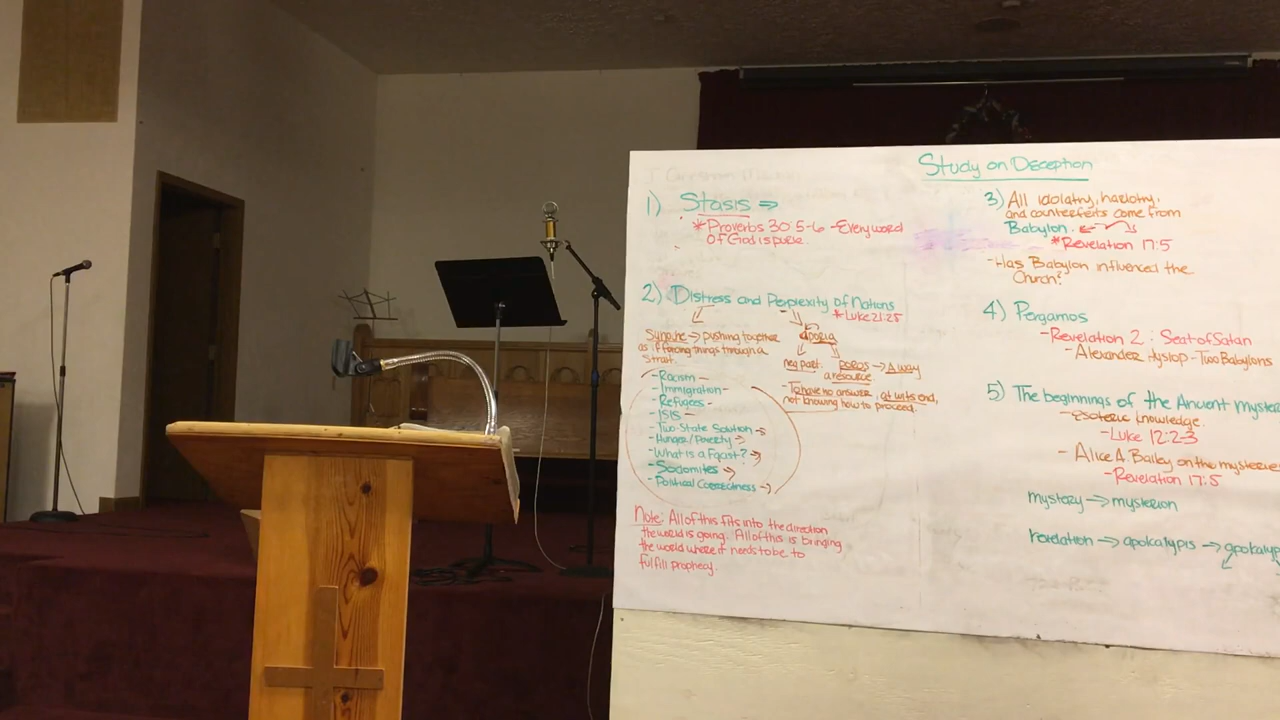 Study on Deception
1) Stasis ⇒
*Proverbs 30:5-6 - Every word
of God is pure.
2) Distress and Perplexity of Nations
*Luke 21:25
→ pushing together
as if forcing things through a
strait.
aporia
neg part. poros → A way
a resource.
- To have no answer, at wits end,
not knowing how to proceed.
- Racism -
- Immigration -
- Refugees -
- ISIS -
- Two-State Solution →
- Hunger/Poverty →
- What is a Facist? →
- Sodomites →
- Political Correctness →
Note: All of this fits into the direction
the world is going. All of this is bringing
the world where it needs to be to
fulfill prophecy.
3) All idolatry, harlotry,
and counterfeits come from
Babylon.
*Revelation 17:5
- Has Babylon influenced the
Church?
4) Pergamos
- Revelation 2: Seat of Satan
- Alexander Hyslop - Two Babylons
5) The beginnings of the Ancient
- esoteric knowledge.
- Luke 12:2-3
- Alice A. Bailey on the mysterie
- Revelation 17:5
mystery → mysterion
revelation → apokalypis → apokalyp